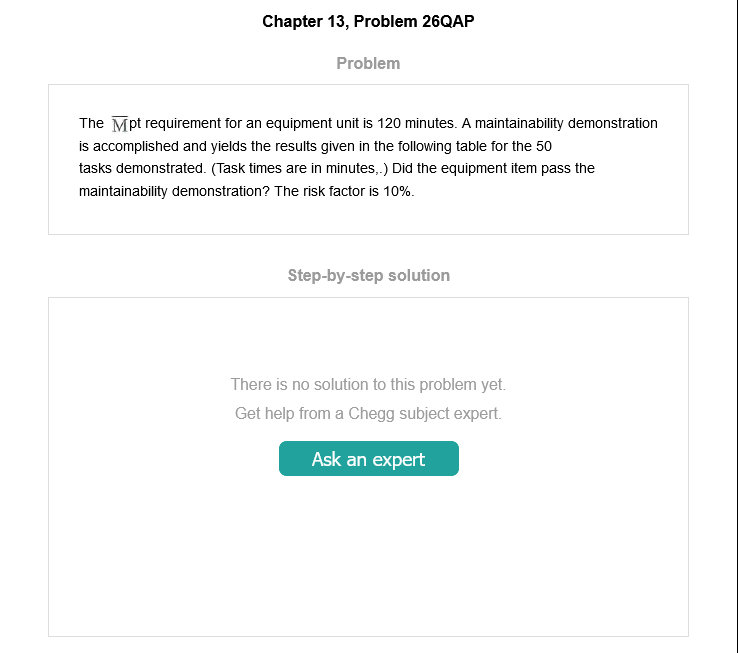 Chapter 13, Problem 26QAP
Problem
The M̅pt requirement for an equipment unit is 120 minutes. A maintainability demonstration
is accomplished and yields the results given in the following table for the 50
tasks demonstrated. (Task times are in minutes,.) Did the equipment item pass the
maintainability demonstration? The risk factor is 10%.
Step-by-step solution
There is no solution to this problem yet.
Get help from a Chegg subject expert.
Ask an expert